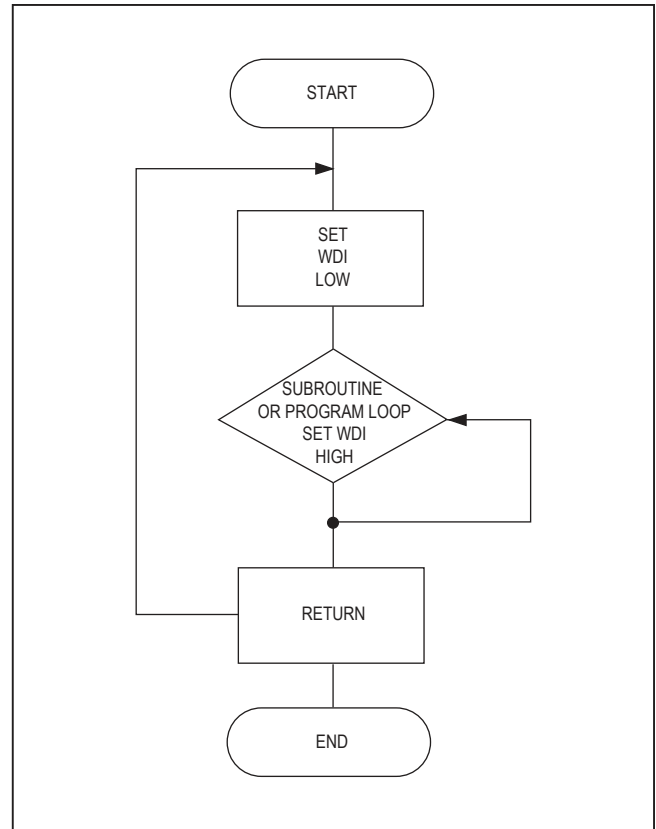 START
SET
WDI
LOW
SUBROUTINE
OR PROGRAM LOOP
SET WDI
HIGH
RETURN
END